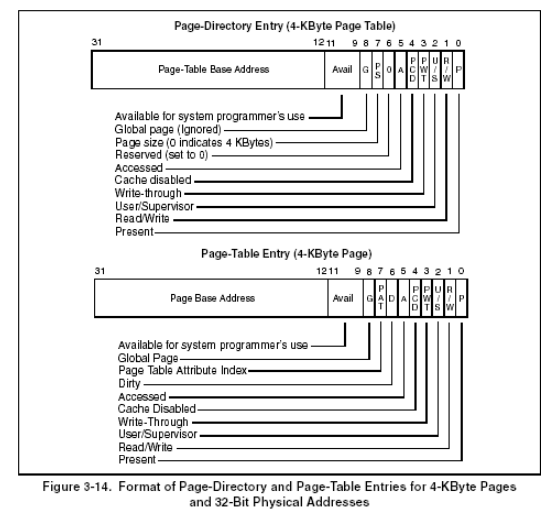 Page-Directory Entry (4-KByte Page Table)
31 12 11 9 8 7 6 5 4 3 2 1 0
Page-Table Base Address Avail G PS 0 A PCD PWT U/S R/W P
Available for system programmer's use
Global page (Ignored)
Page size (0 indicates 4 KBytes)
Reserved (set to 0)
Accessed
Cache disabled
Write-through
User/Supervisor
Read/Write
Present
Page-Table Entry (4-KByte Page)
31 12 11 9 8 7 6 5 4 3 2 1 0
Page Base Address Avail G PAT D A PCD PWT U/S R/W P
Available for system programmer's use
Global Page
Page Table Attribute Index
Dirty
Accessed
Cache Disabled
Write-Through
User/Supervisor
Read/Write
Present
Figure 3-14. Format of Page-Directory and Page-Table Entries for 4-KByte Pages
and 32-Bit Physical Addresses